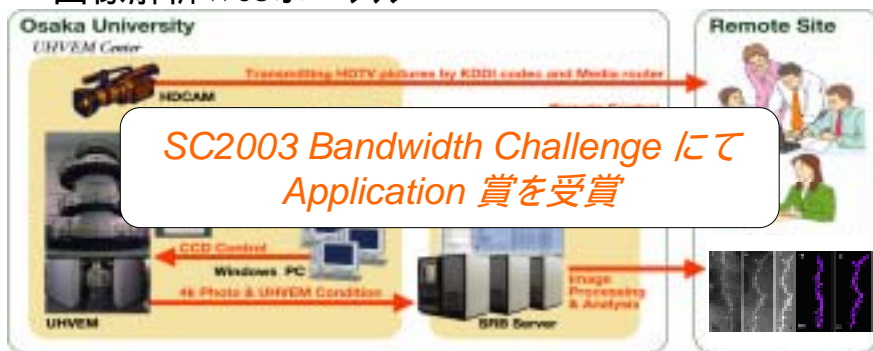 Osaka University
UHVEM Center
Remote Site
Transmitting HDTV pictures by KDDI codes and Media router
HDCAM
SC2003 Bandwidth Challenge にて
Application 賞を受賞
CCD Control
Windows PC
4k Photo & UHVEM Condition
Image
Processing
& Analysis
UHVEM
SRB Server